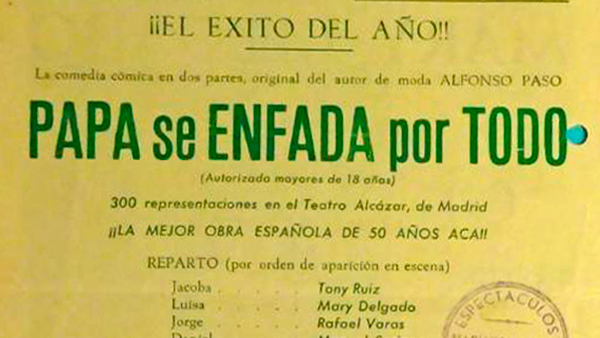 ¡¡EL EXITO DEL AÑO!!
La comedia cómica en dos partes, original del autor de moda ALFONSO PASO
PAPA se ENFADA por TODO
(Autorizada mayores de 18 años)
300 representaciones en el Teatro Alcázar, de Madrid
¡¡LA MEJOR OBRA ESPAÑOLA DE 50 AÑOS ACA!!
REPARTO (por orden de aparición en escena)
Jacoba . . . . . Tony Ruiz
Luisa . . . . . Mary Delgado
Jorge . . . . . Rafael Varas
ESPECTACULOS